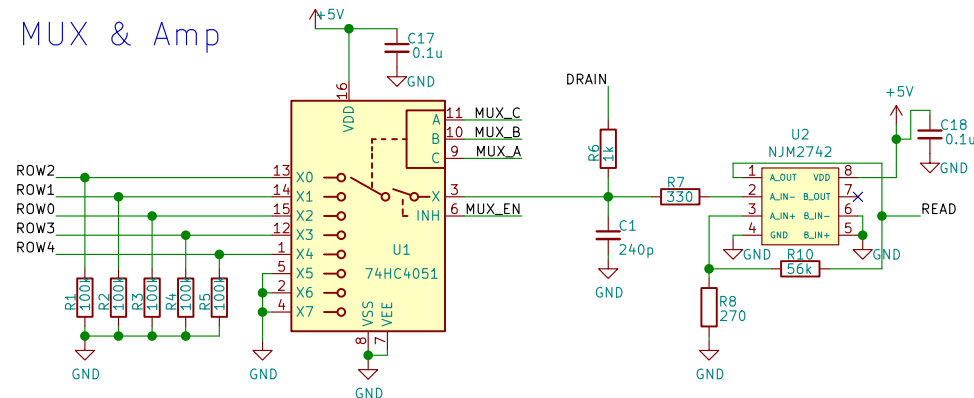 MUX & Amp
+5V
C17
0.1u
GND
DRAIN
+5V
C18
0.1u
GND
16
VDD
11 A MUX_C
10 B MUX_B
9 C MUX_A
R6
1k
U2
NJM2742
ROW2 13 X0
ROW1 14 X1
ROW0 15 X2
ROW3 12 X3
ROW4 1 X4
5 X5
2 X6
4 X7
X 3
INH 6 MUX_EN
U1
74HC4051
R7
330
1 A_OUT VDD 8
2 A_IN- B_OUT 7
3 A_IN+ B_IN- 6
4 GND B_IN+ 5
READ
C1
240p
GND
GND
GND
R10
56k
R1
100k
R2
100k
R3
100k
R4
100k
R5
100k
VSS
VEE
8
7
R8
270
GND
GND
GND
GND